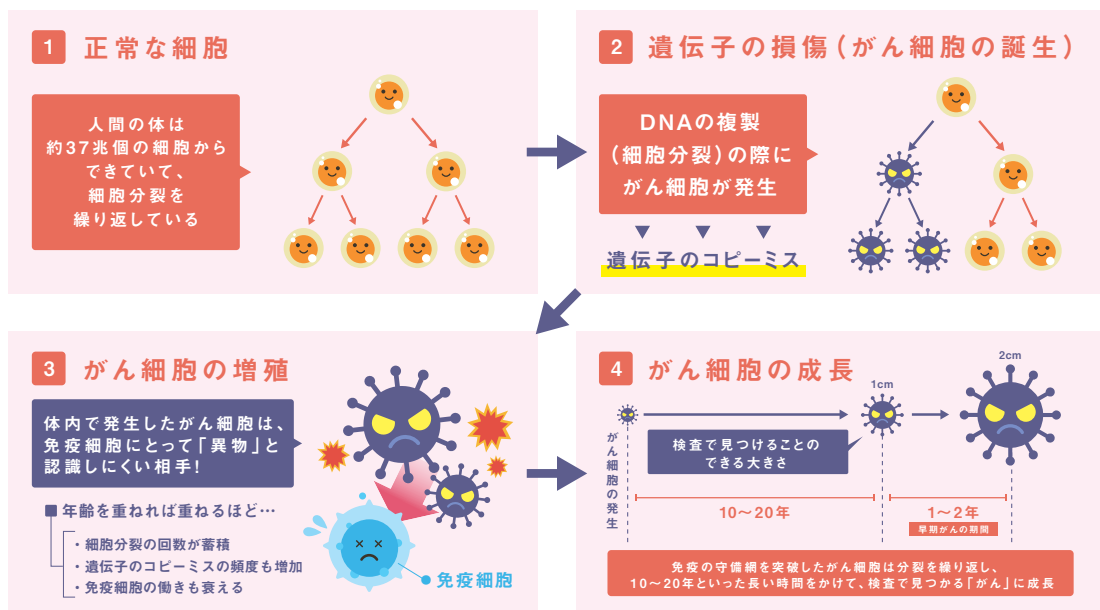 1 正常な細胞
人間の体は
約37兆個の細胞から
できていて、
細胞分裂を
繰り返している
2 遺伝子の損傷(がん細胞の誕生)
DNAの複製
(細胞分裂)の際に
がん細胞が発生
遺伝子のコピーミス
3 がん細胞の増殖
体内で発生したがん細胞は、
免疫細胞にとって「異物」と
認識しにくい相手!
■年齢を重ねれば重ねるほど…
・細胞分裂の回数が蓄積
・遺伝子のコピーミスの頻度も増加
・免疫細胞の働きも衰える
免疫細胞
4 がん細胞の成長
がん細胞の発生
1cm
2cm
検査で見つけることの
できる大きさ
10〜20年
1〜2年
早期がんの期間
免疫の守備網を突破したがん細胞は分裂を繰り返し、
10〜20年といった長い時間をかけて、検査で見つかる「がん」に成長